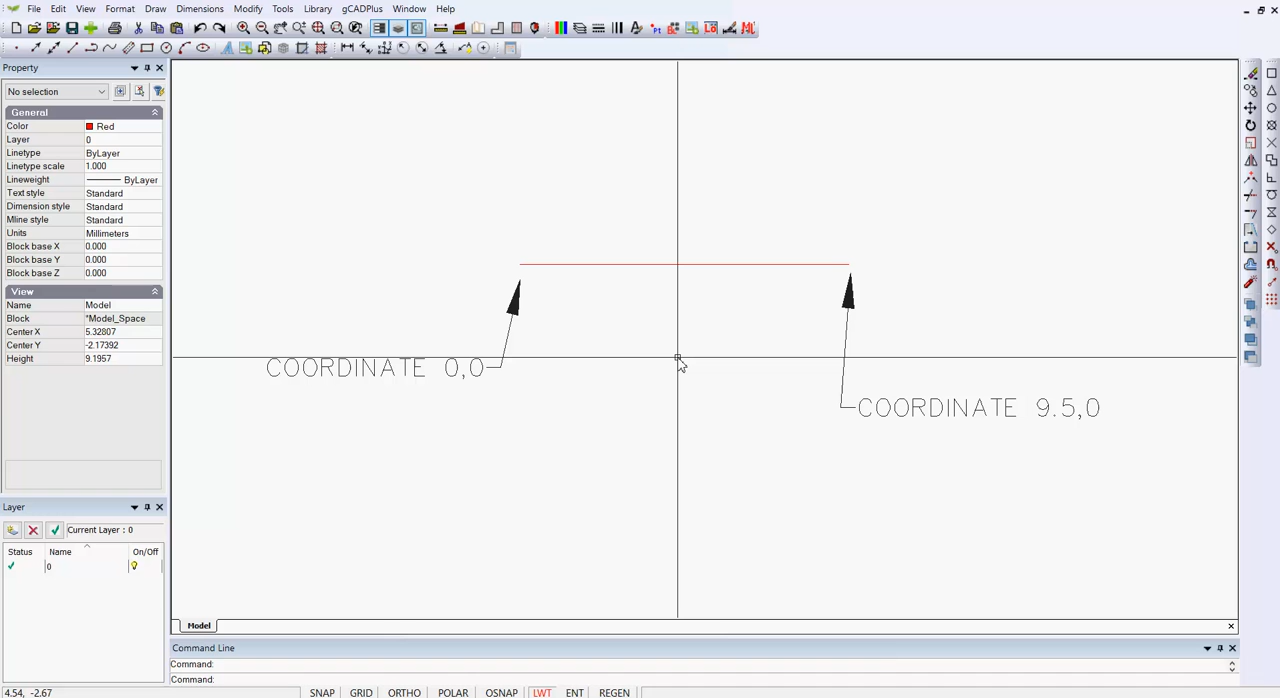 File Edit View Format Draw Dimensions Modify Tools Library gCADPlus Window Help
Property
No selection
General
Color Red
Layer 0
Linetype ByLayer
Linetype scale 1.000
Lineweight ByLayer
Text style Standard
Dimension style Standard
Mline style Standard
Units Millimeters
Block base X 0.000
Block base Y 0.000
Block base Z 0.000
View
Name Model
Block *Model_Space
Center X 5.32807
Center Y -2.17392
Height 9.1957
COORDINATE 0,0
COORDINATE 9.5,0
Layer
Current Layer : 0
Status Name On/Off
0
Model
Command Line
Command:
Command:
4.54, -2.67 SNAP GRID ORTHO POLAR OSNAP LWT ENT REGEN